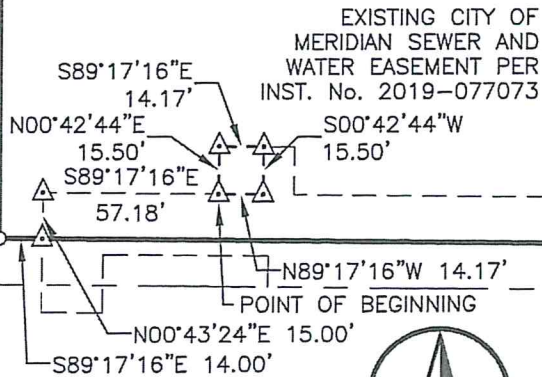 EXISTING CITY OF
MERIDIAN SEWER AND
WATER EASEMENT PER
INST. No. 2019-077073
S89°17'16"E
14.17'
N00°42'44"E
15.50'
S00°42'44"W
15.50'
S89°17'16"E
57.18'
N89°17'16"W 14.17'
POINT OF BEGINNING
N00°43'24"E 15.00'
S89°17'16"E 14.00'